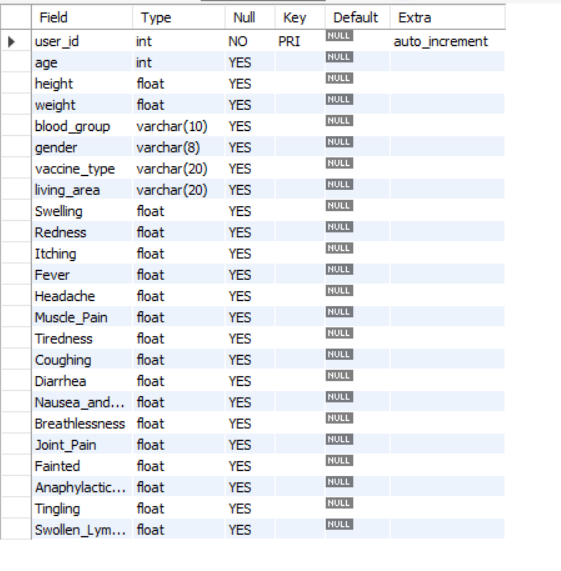 Field Type Null Key Default Extra
user_id int NO PRI NULL auto_increment
age int YES NULL
height float YES NULL
weight float YES NULL
blood_group varchar(10) YES NULL
gender varchar(8) YES NULL
vaccine_type varchar(20) YES NULL
living_area varchar(20) YES NULL
Swelling float YES NULL
Redness float YES NULL
Itching float YES NULL
Fever float YES NULL
Headache float YES NULL
Muscle_Pain float YES NULL
Tiredness float YES NULL
Coughing float YES NULL
Diarrhea float YES NULL
Nausea_and... float YES NULL
Breathlessness float YES NULL
Joint_Pain float YES NULL
Fainted float YES NULL
Anaphylactic... float YES NULL
Tingling float YES NULL
Swollen_Lym... float YES NULL